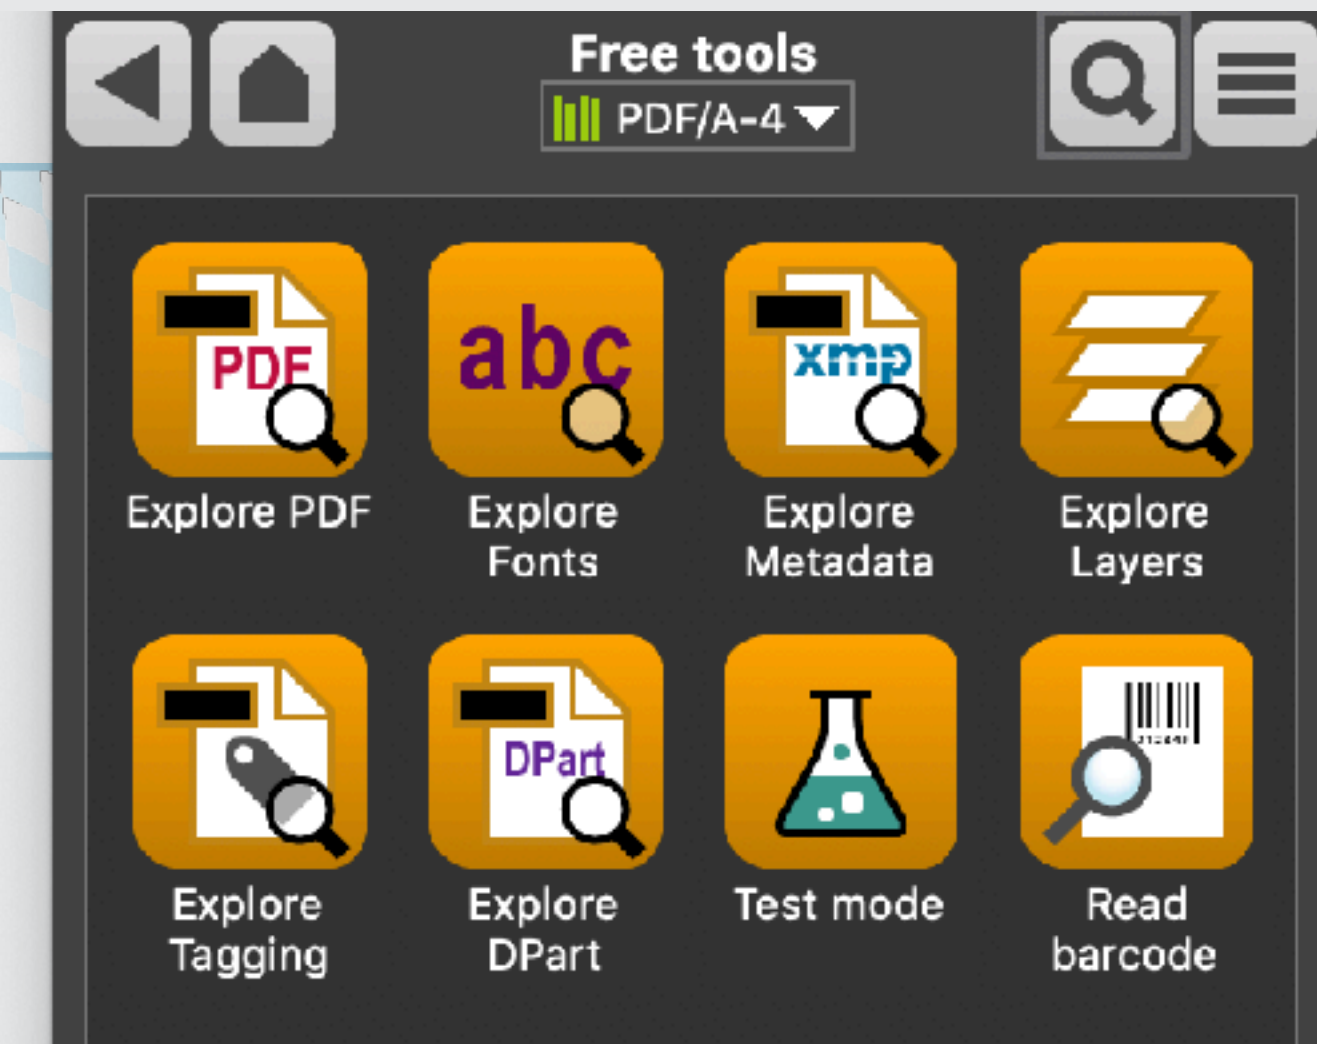 Free tools
PDF/A-4
PDF
abc
xmp
Explore PDF
Explore
Fonts
Explore
Metadata
Explore
Layers
DPart
Explore
Tagging
Explore
DPart
Test mode
Read
barcode